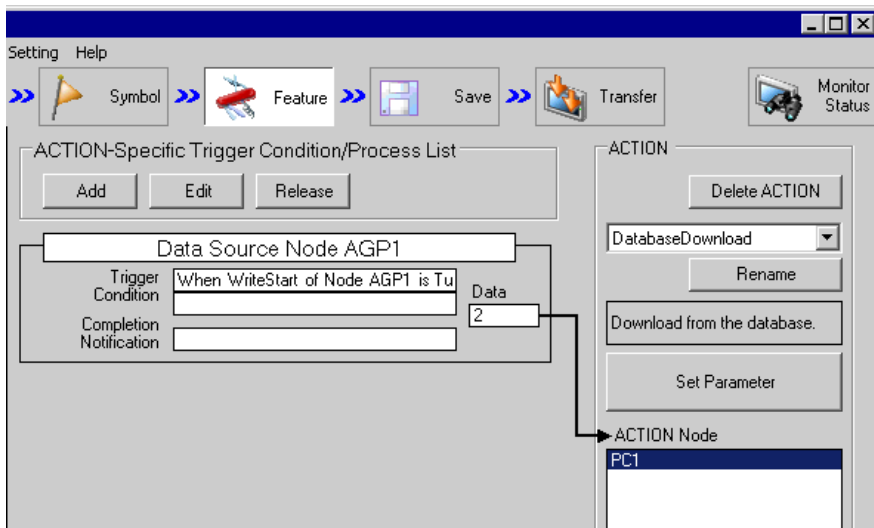 Setting Help
Symbol Feature Save Transfer Monitor
Status
ACTION-Specific Trigger Condition/Process List
Add Edit Release
ACTION
Delete ACTION
DatabaseDownload
Rename
Download from the database.
Set Parameter
ACTION Node
PC1
Data Source Node AGP1
Trigger
Condition
When WriteStart of Node AGP1 is Tu
Data
2
Completion
Notification